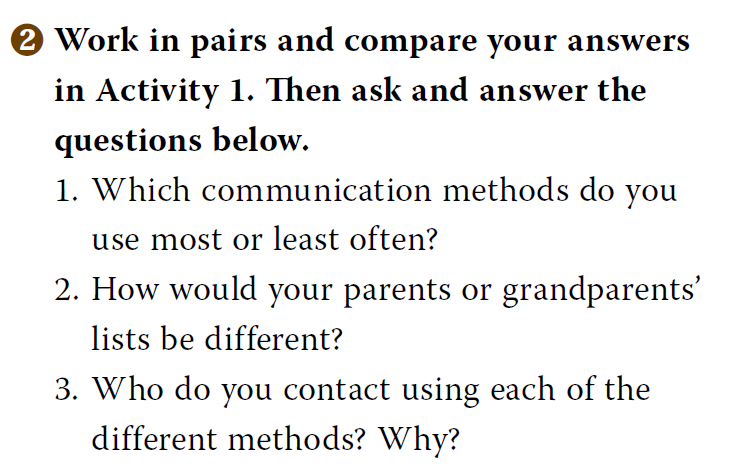 2 Work in pairs and compare your answers
in Activity 1. Then ask and answer the
questions below.
1. Which communication methods do you
use most or least often?
2. How would your parents or grandparents’
lists be different?
3. Who do you contact using each of the
different methods? Why?